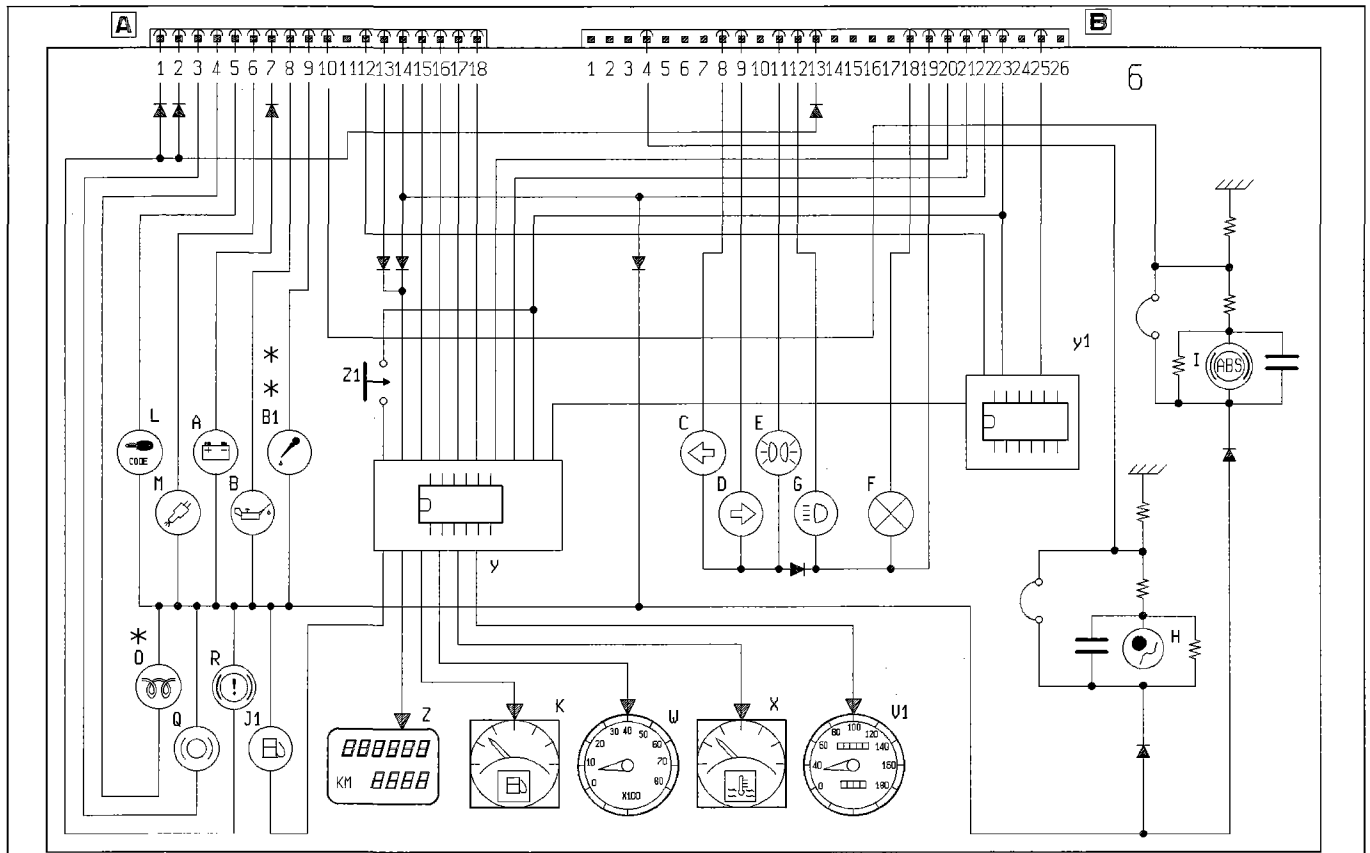 A B
1 2 3 4 5 6 7 8 9 10 11 12 13 14 15 16 17 18
1 2 3 4 5 6 7 8 9 10 11 12 13 14 15 16 17 18 19 20 21 22 23 24 25 26
б
y1
I
ABS
*
*
Z1
L A B1
C E
CODE
M B
D G F
y
H
*
O R
Q J1
Z K W X V1
KM
0 10 20 30 40 50 60 70 80
X100
0 40 60 80 100 120 140 160 180